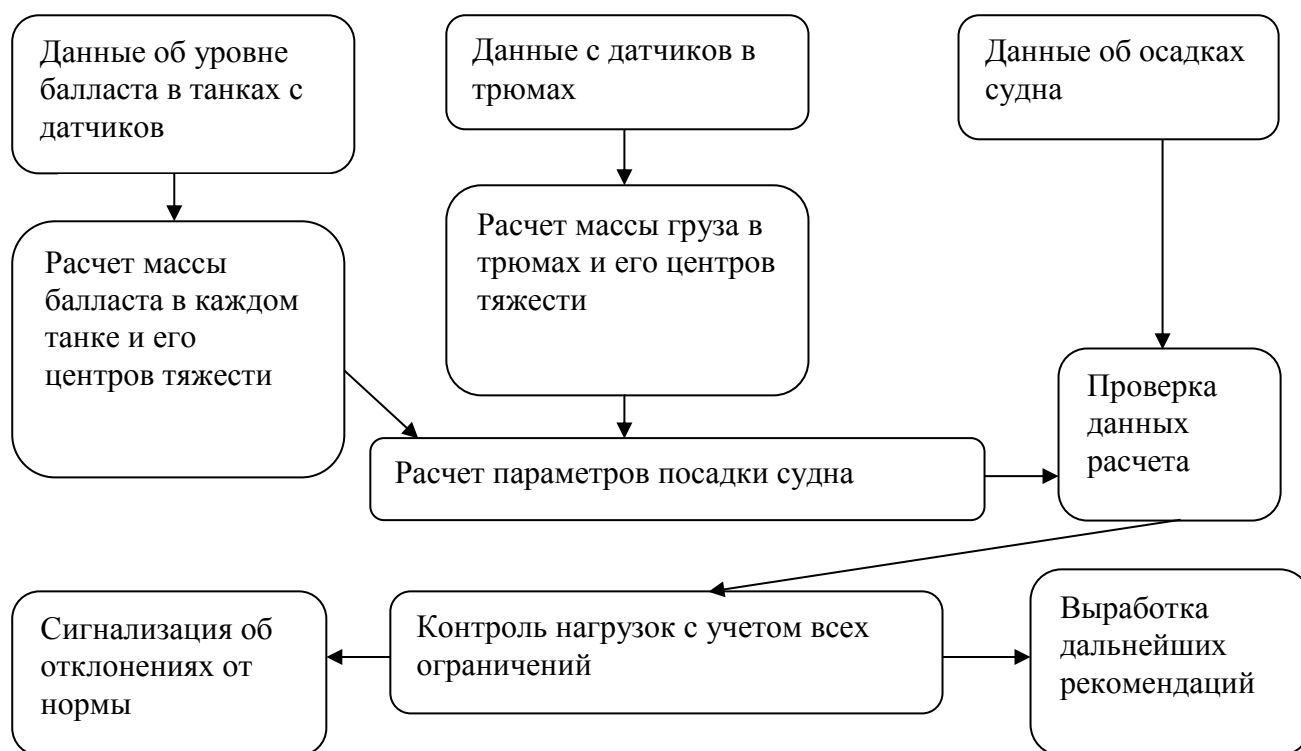 Данные об уровне
балласта в танках с
датчиков
Данные с датчиков в
трюмах
Данные об осадках
судна
Расчет массы
балласта в каждом
танке и его
центров тяжести
Расчет массы груза в
трюмах и его центров
тяжести
Проверка
данных
расчета
Расчет параметров посадки судна
Сигнализация об
отклонениях от
нормы
Контроль нагрузок с учетом всех
ограничений
Выработка
дальнейших
рекомендаций